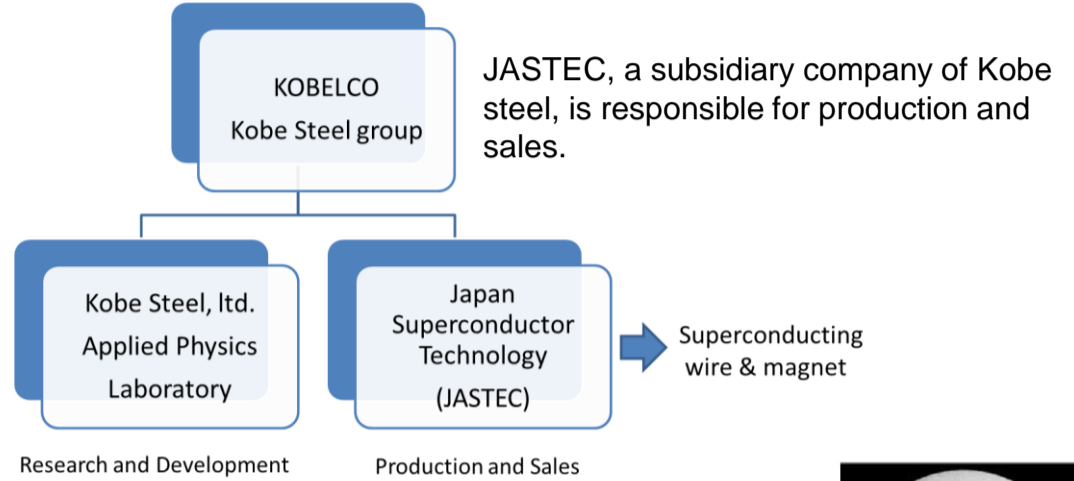 KOBELCO
Kobe Steel group
JASTEC, a subsidiary company of Kobe
steel, is responsible for production and
sales.
Kobe Steel, ltd.
Applied Physics
Laboratory
Japan
Superconductor
Technology
(JASTEC)
Superconducting
wire & magnet
Research and Development
Production and Sales